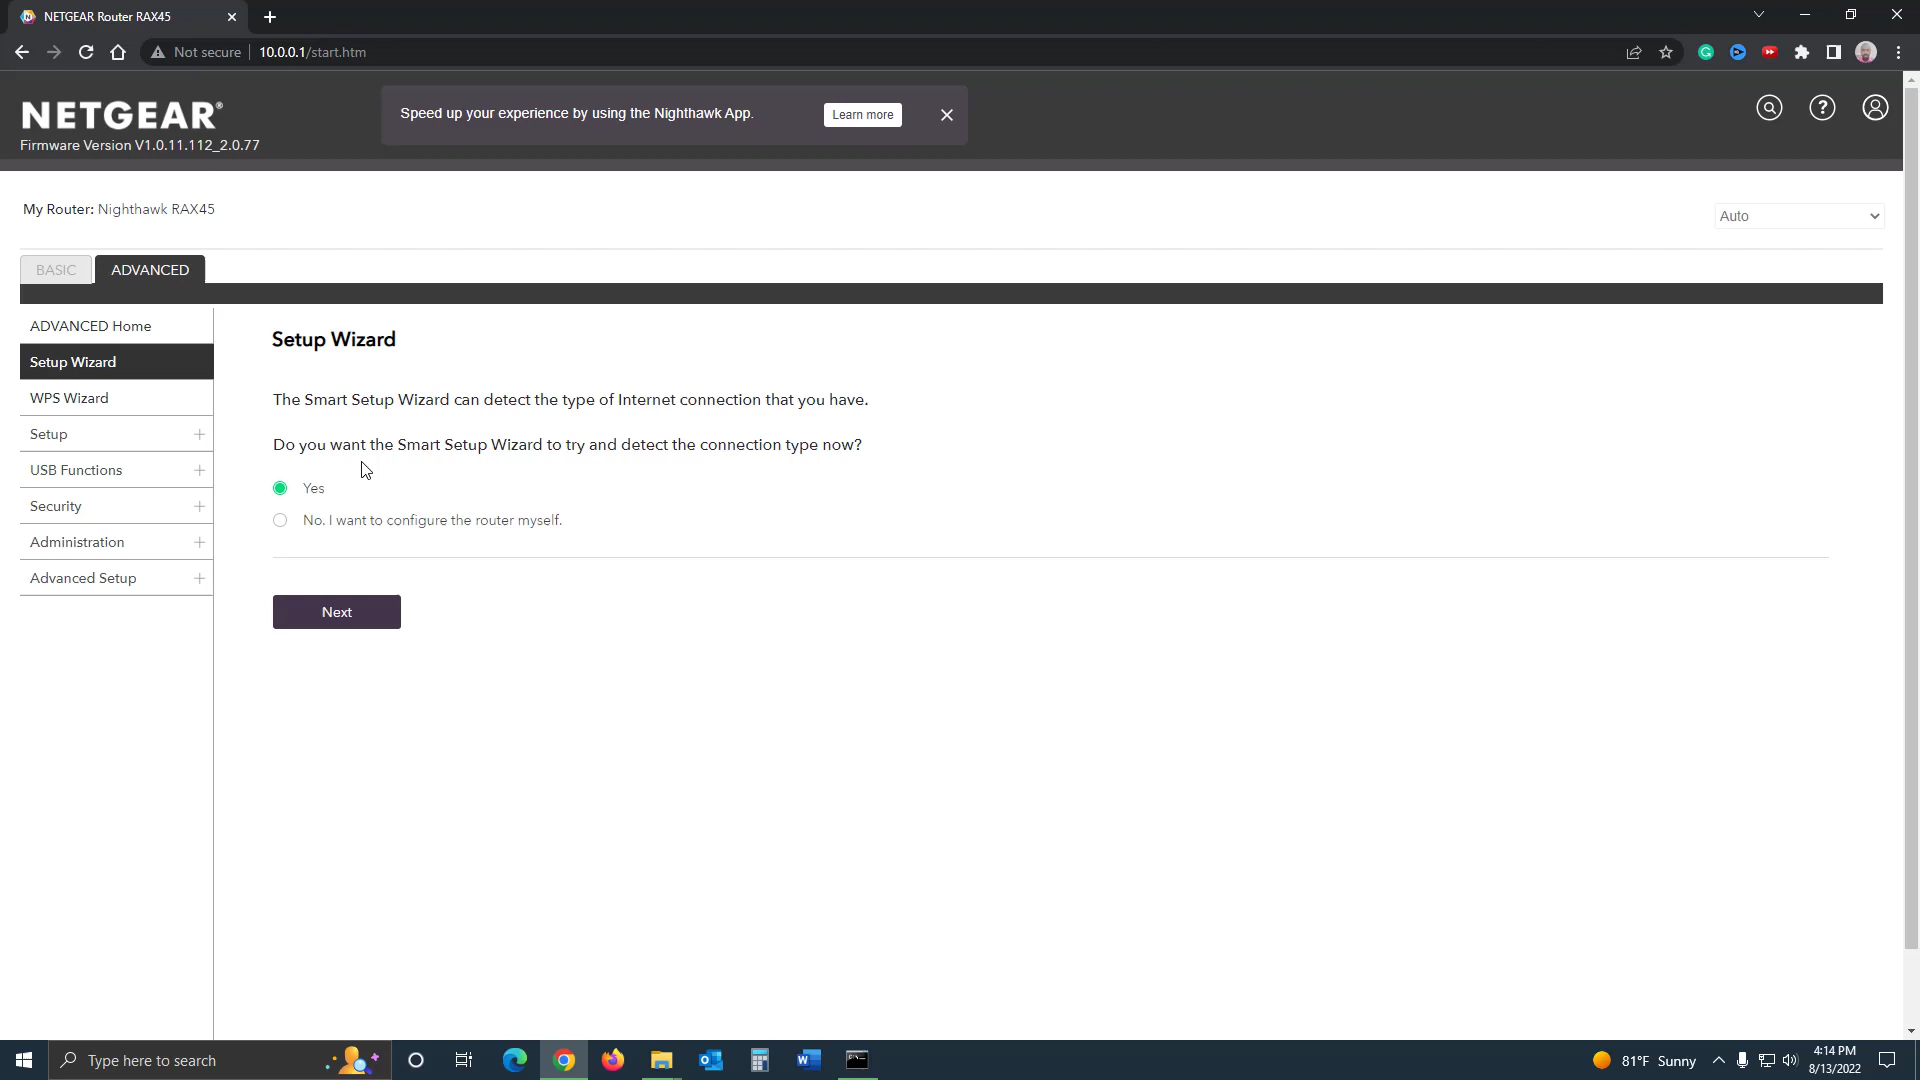 NETGEAR Router RAX45
Not secure
10.0.0.1/start.htm
NETGEAR®
Firmware Version V1.0.11.112_2.0.77
Speed up your experience by using the Nighthawk App.
Learn more
My Router: Nighthawk RAX45
Auto
BASIC
ADVANCED
ADVANCED Home
Setup Wizard
WPS Wizard
Setup
USB Functions
Security
Administration
Advanced Setup
Setup Wizard
The Smart Setup Wizard can detect the type of Internet connection that you have.
Do you want the Smart Setup Wizard to try and detect the connection type now?
Yes
No. I want to configure the router myself.
Next
Type here to search
81°F Sunny
4:14 PM
8/13/2022